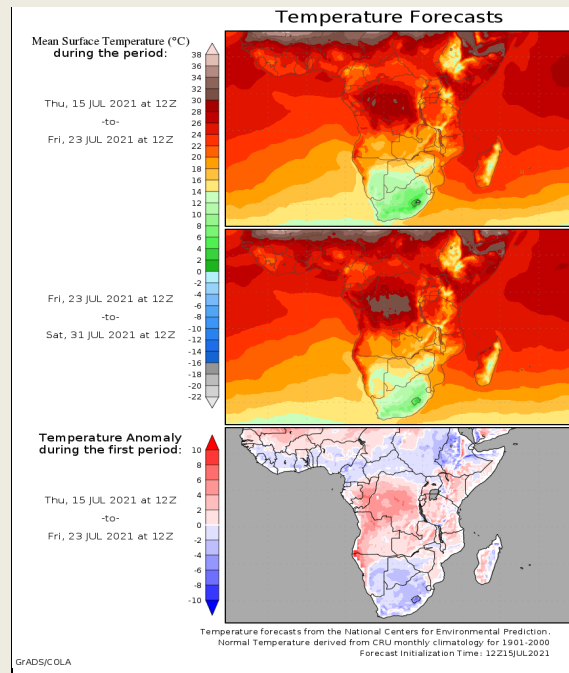 Temperature Forecasts
Mean Surface Temperature (°C)
during the period:
Thu, 15 JUL 2021 at 12Z
-to-
Fri, 23 JUL 2021 at 12Z
38
36
34
32
30
28
26
24
22
20
18
16
14
12
10
8
6
4
2
0
-2
-4
-6
-8
-10
-12
-14
-16
-18
-20
-22
Fri, 23 JUL 2021 at 12Z
-to-
Sat, 31 JUL 2021 at 12Z
Temperature Anomaly
during the first period:
Thu, 15 JUL 2021 at 12Z
-to-
Fri, 23 JUL 2021 at 12Z
10
8
6
4
2
0
-2
-4
-6
-8
-10
Temperature forecasts from the National Centers for Environmental Prediction.
Normal Temperature derived from CRU monthly climatology for 1901-2000
Forecast Initialization Time: 12Z15JUL2021
GrADS/COLA